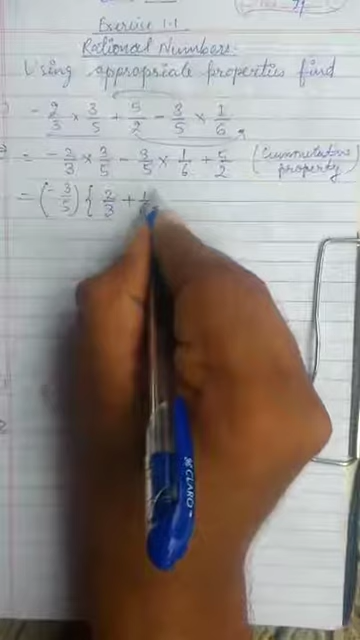 Exercise 1.1
Rational Numbers
Using appropriate properties find
- 2/3 × 3/5 + 5/2 - 3/5 × 1/6
= - 2/3 × 3/5 - 3/5 × 1/6 + 5/2 (Commutative property)
= (- 3/5) { 2/3 + 1/
CLARO